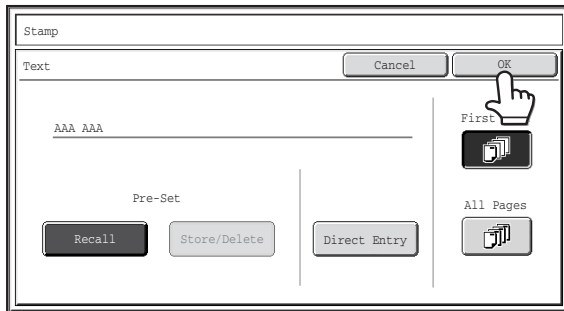 Stamp
Text
Cancel
OK
AAA AAA
First
Pre-Set
All Pages
Recall
Store/Delete
Direct Entry